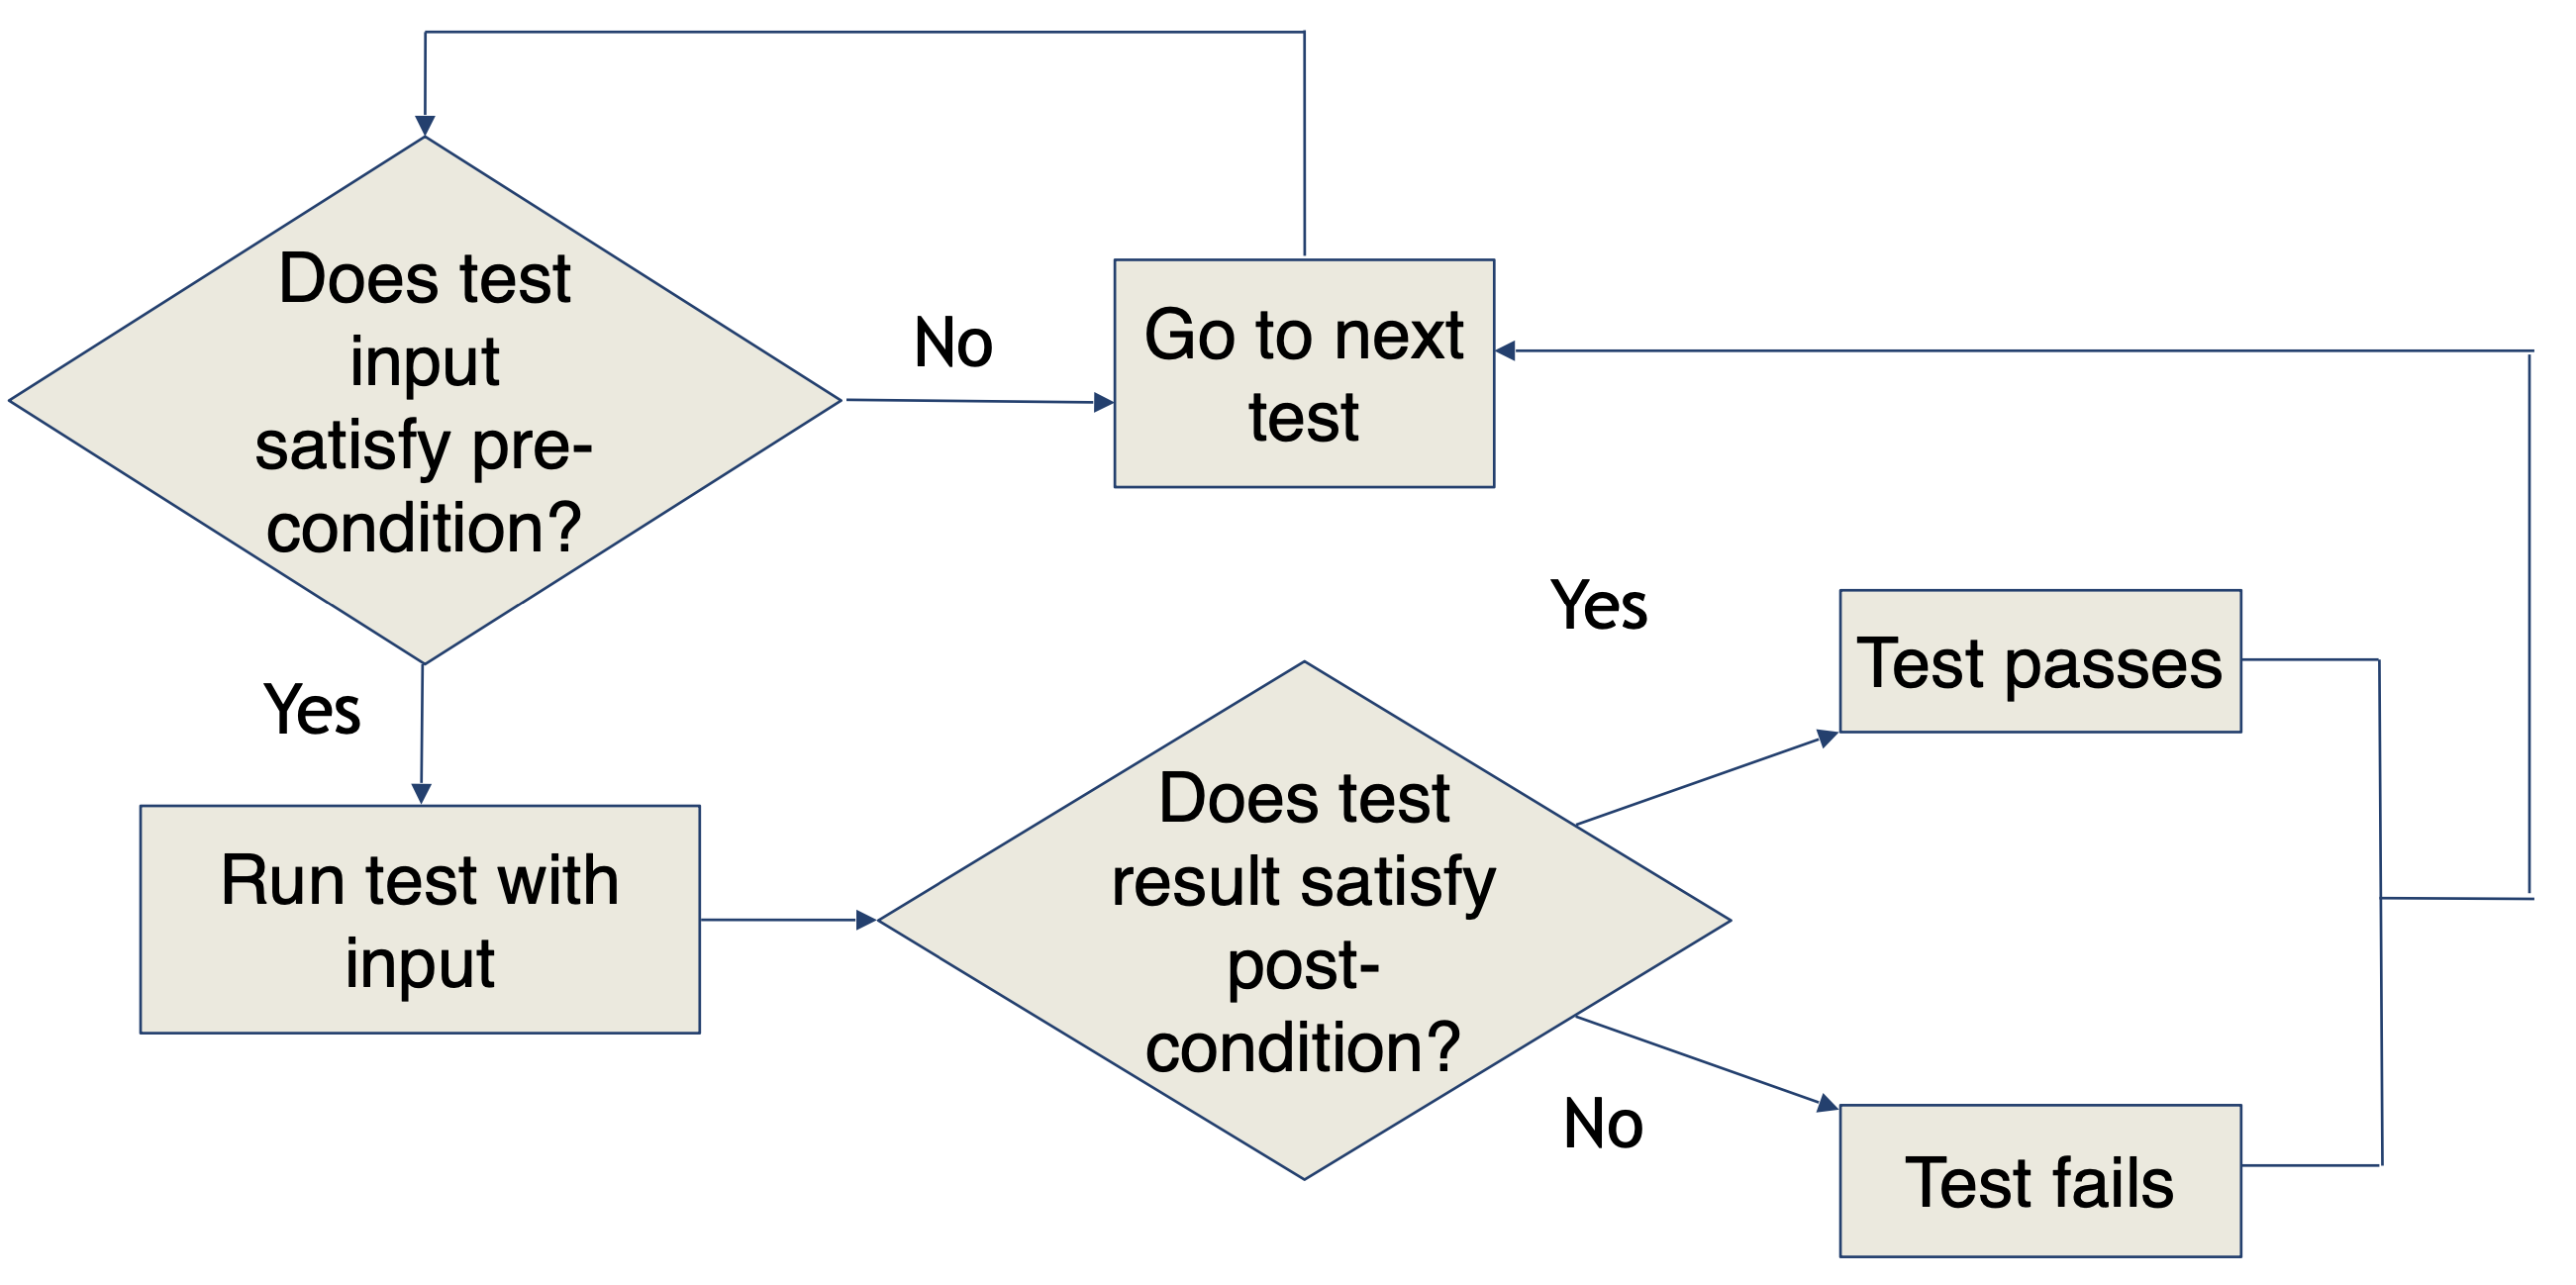 Does test
input
satisfy pre-
condition?
No
Go to next
test
Yes
Run test with
input
Does test
result satisfy
post-
condition?
Yes
Test passes
No
Test fails